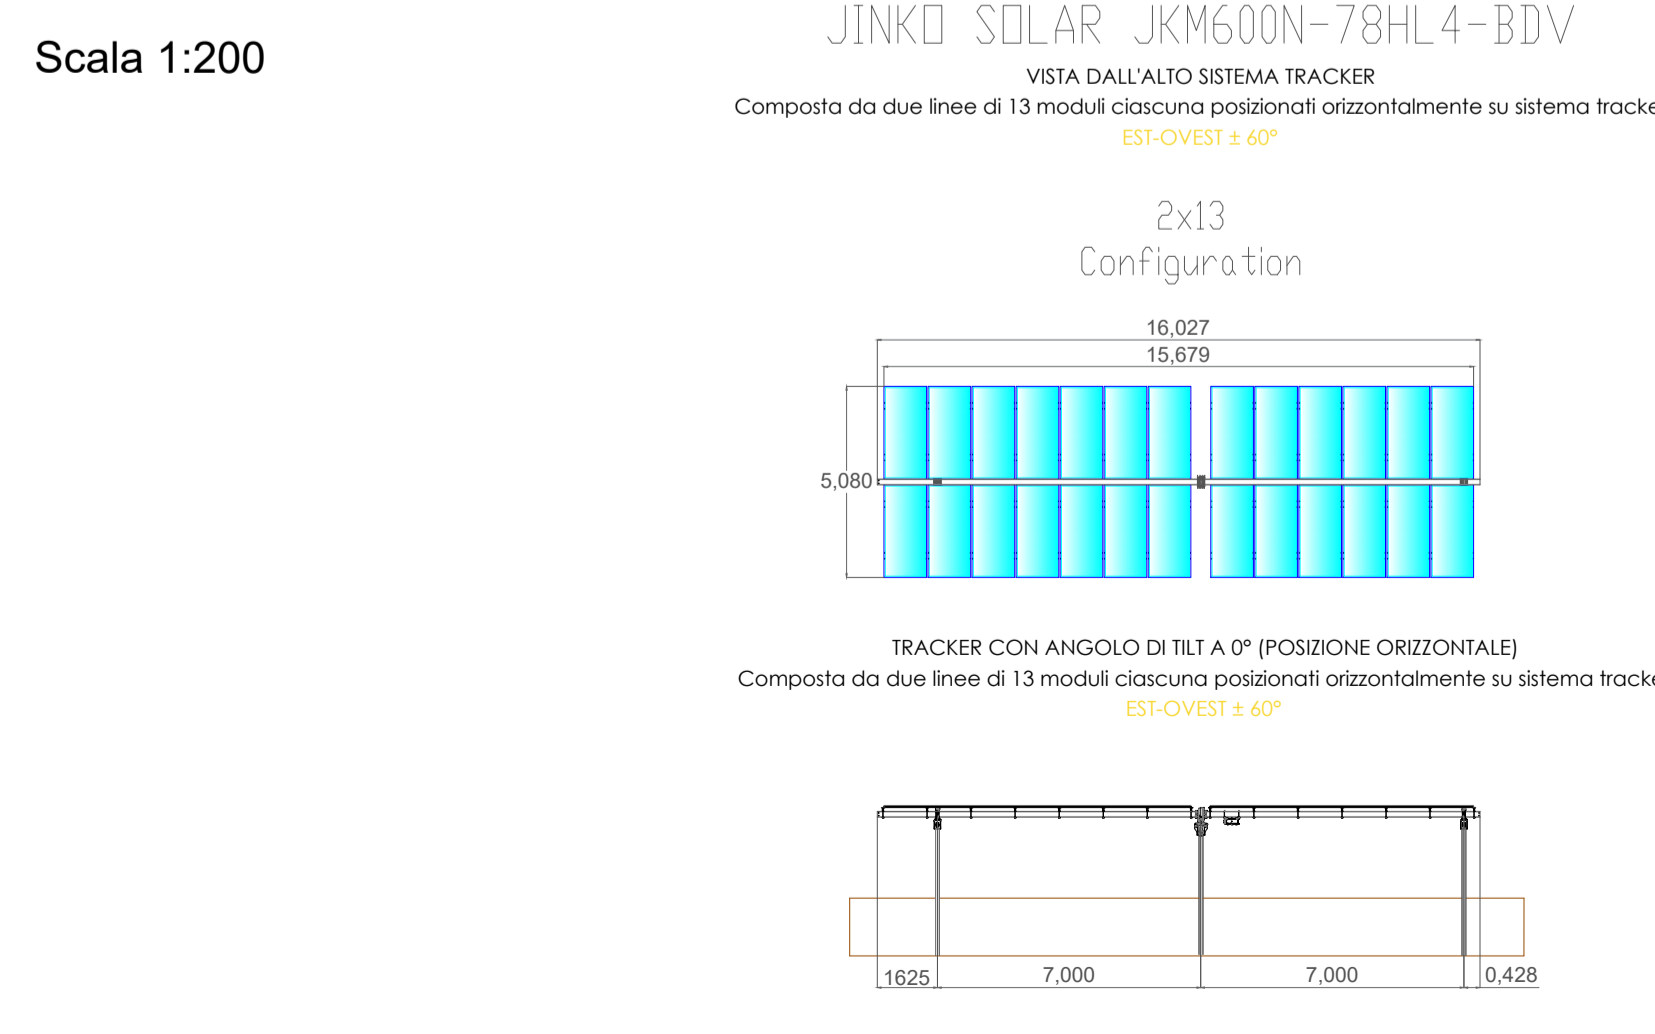 Scala 1:200
JINKO SOLAR JKM600N-78HL4-BDV
VISTA DALL'ALTO SISTEMA TRACKER
Composta da due linee di 13 moduli ciascuna posizionati orizzontalmente su sistema tracke
EST-OVEST ± 60°
2x13
Configuration
16,027
15,679
5,080
TRACKER CON ANGOLO DI TILT A 0° (POSIZIONE ORIZZONTALE)
Composta da due linee di 13 moduli ciascuna posizionati orizzontalmente su sistema tracke
EST-OVEST ± 60°
1625 7,000 7,000 0,428